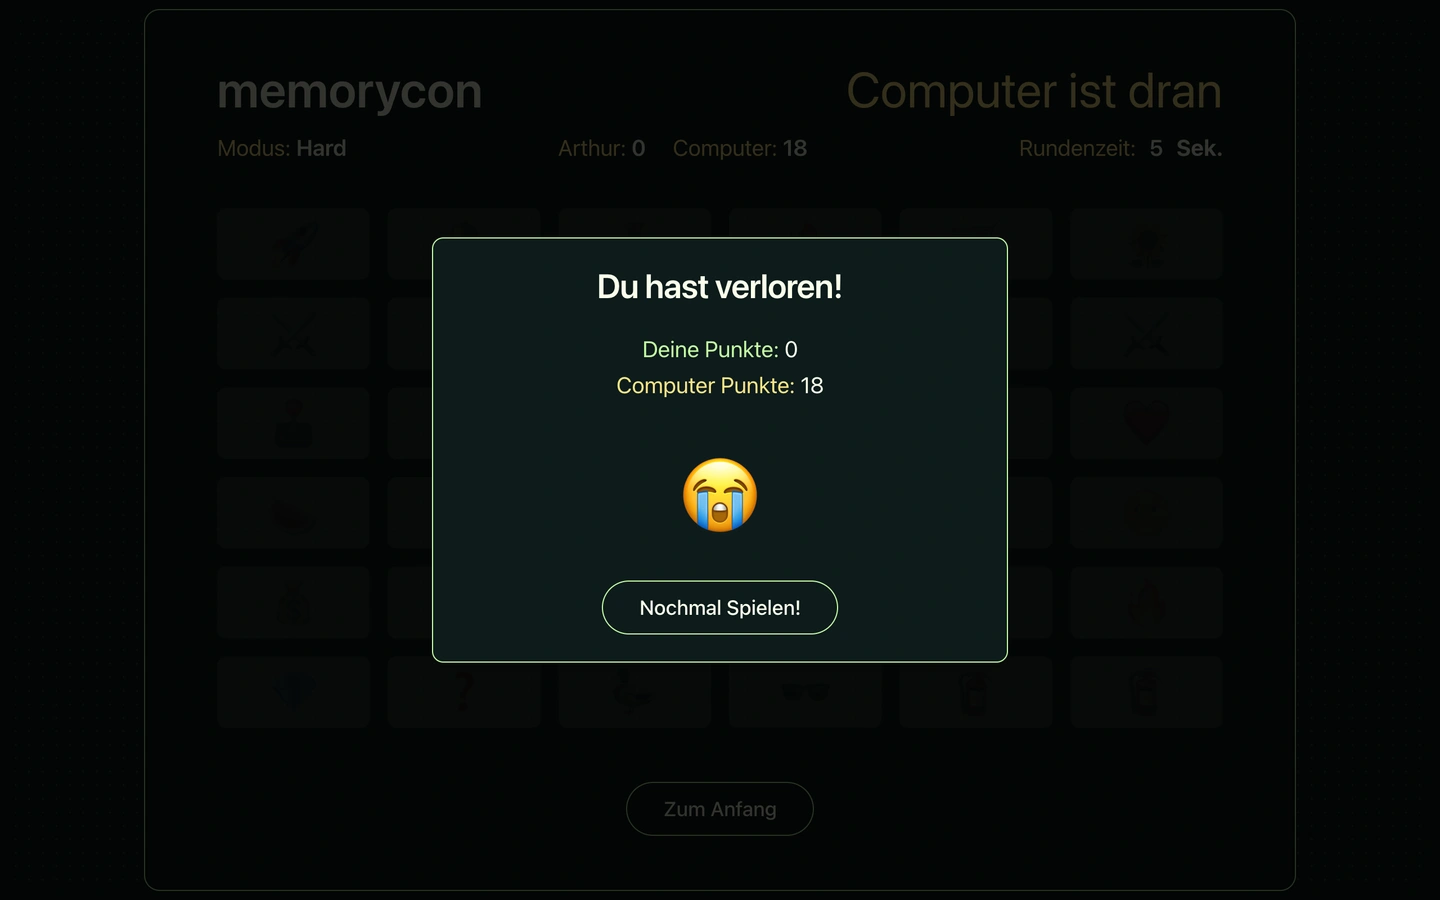 memorycon
Computer ist dran
Modus: Hard
Arthur: 0
Computer: 18
Rundenzeit: 5 Sek.
Du hast verloren!
Deine Punkte: 0
Computer Punkte: 18
Nochmal Spielen!
Zum Anfang